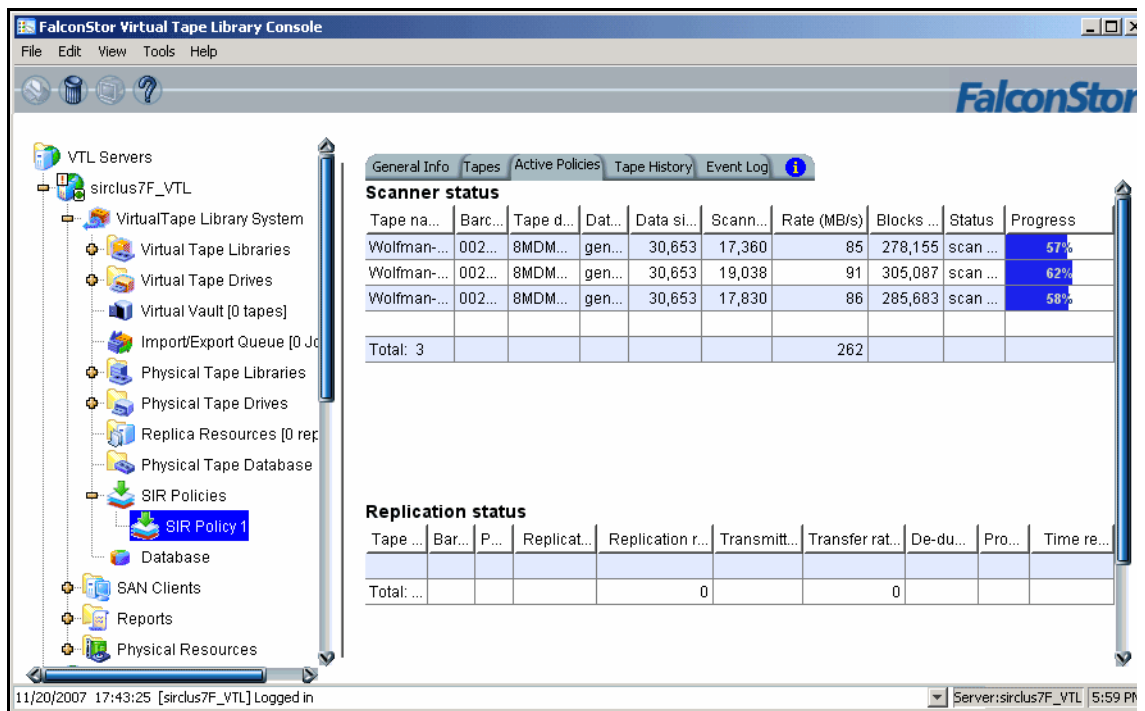 FalconStor Virtual Tape Library Console
File Edit View Tools Help
FalconStor
VTL Servers
sirclus7F_VTL
VirtualTape Library System
Virtual Tape Libraries
Virtual Tape Drives
Virtual Vault [0 tapes]
Import/Export Queue [0 Jo
Physical Tape Libraries
Physical Tape Drives
Replica Resources [0 rep
Physical Tape Database
SIR Policies
SIR Policy 1
Database
SAN Clients
Reports
Physical Resources
General Info Tapes Active Policies Tape History Event Log
Scanner status
Tape na... Barc... Tape d... Dat... Data si... Scann... Rate (MB/s) Blocks ... Status Progress
Wolfman-... 002... 8MDM... gen... 30,653 17,360 85 278,155 scan ... 57%
Wolfman-... 002... 8MDM... gen... 30,653 19,038 91 305,087 scan ... 62%
Wolfman-... 002... 8MDM... gen... 30,653 17,830 86 285,683 scan ... 58%
Total: 3 262
Replication status
Tape ... Bar... P... Replicat... Replication r... Transmitt... Transfer rat... De-du... Pro... Time re...
Total: ... 0 0
11/20/2007 17:43:25 [sirclus7F_VTL] Logged in
Server:sirclus7F_VTL 5:59 PM